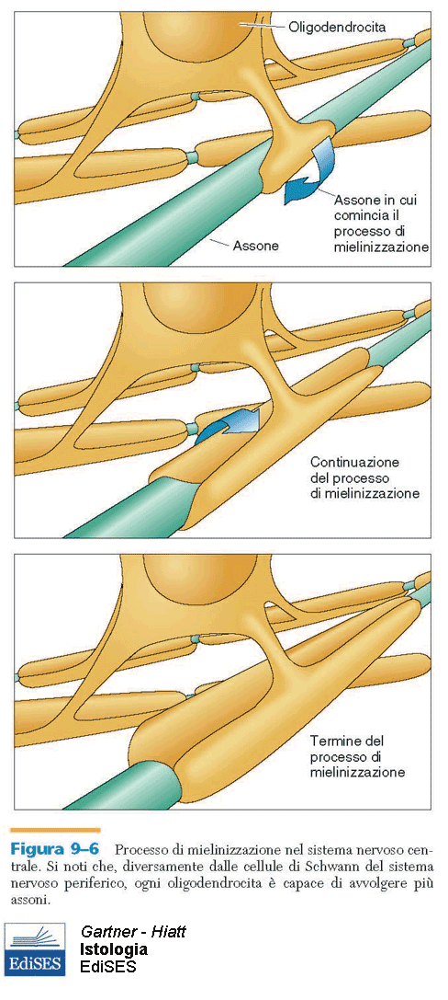 Oligodendrocita
Assone in cui
comincia il
processo di
mielinizzazione
Assone
Continuazione
del processo
di mielinizzazione
Termine del
processo di
mielinizzazione
Figura 9–6 Processo di mielinizzazione nel sistema nervoso cen-
trale. Si noti che, diversamente dalle cellule di Schwann del sistema
nervoso periferico, ogni oligodendrocita è capace di avvolgere più
assoni.
Gartner - Hiatt
Istologia
EdiSES
EdiSES